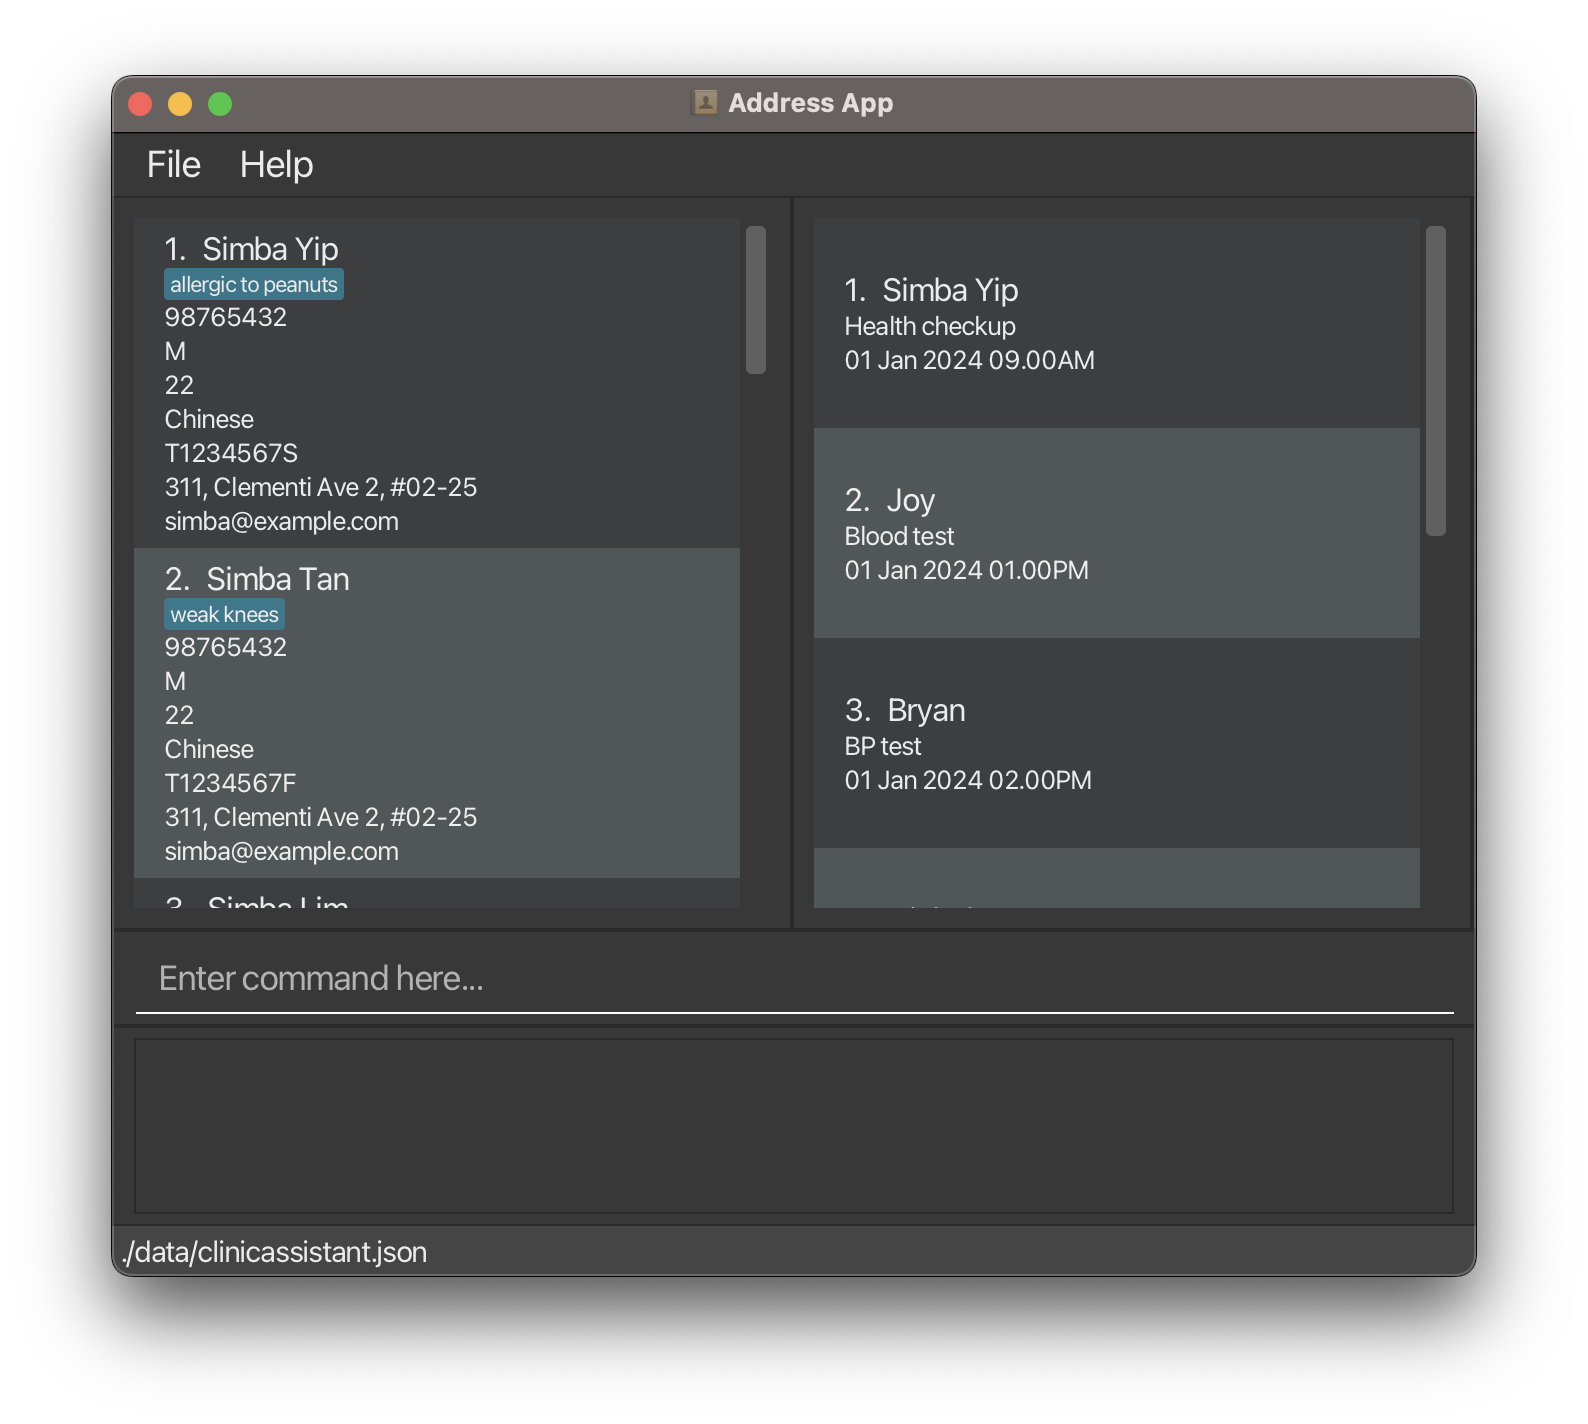 Address App
File Help
1. Simba Yip
allergic to peanuts
98765432
M
22
Chinese
T1234567S
311, Clementi Ave 2, #02-25
simba@example.com
2. Simba Tan
weak knees
98765432
M
22
Chinese
T1234567F
311, Clementi Ave 2, #02-25
simba@example.com
3. Simba Lim
1. Simba Yip
Health checkup
01 Jan 2024 09.00AM
2. Joy
Blood test
01 Jan 2024 01.00PM
3. Bryan
BP test
01 Jan 2024 02.00PM
Enter command here...
./data/clinicassistant.json